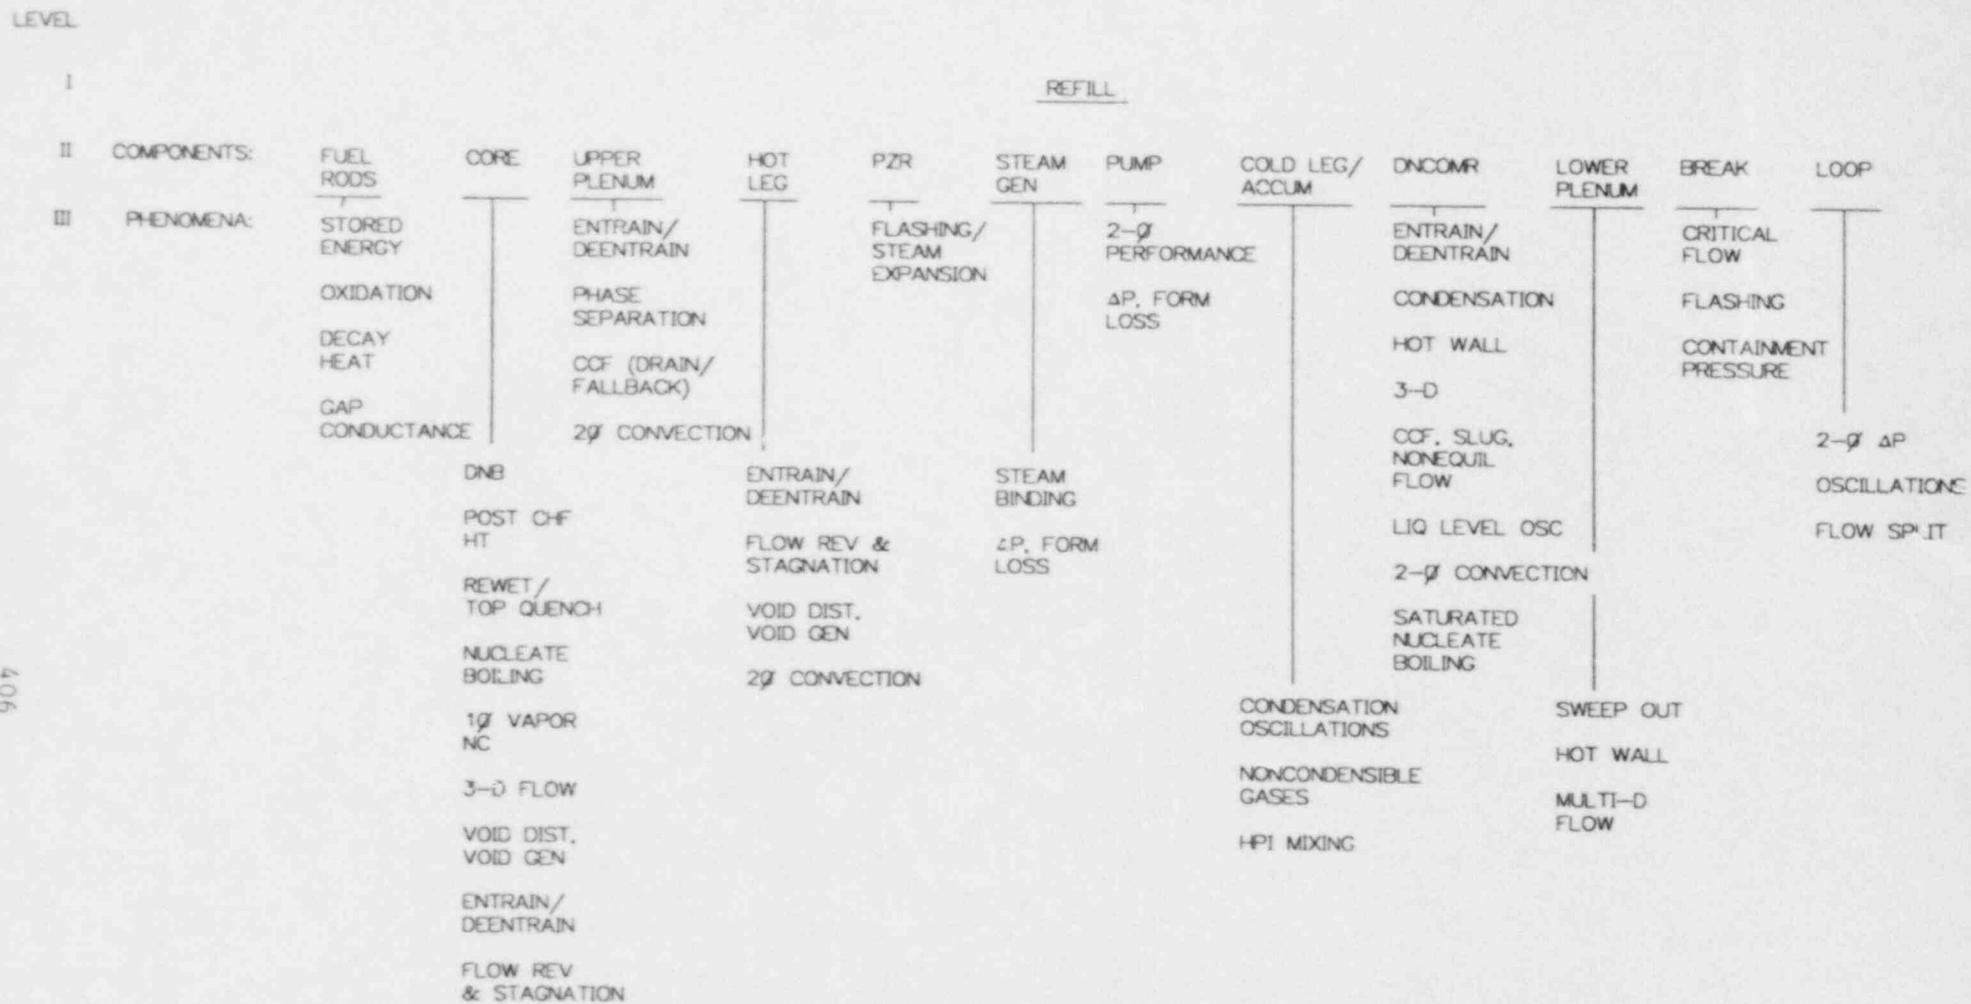 LEVEL
I
REFILL
II COMPONENTS:
FUEL
RODS
CORE
UPPER
PLENUM
HOT
LEG
PZR
STEAM
GEN
PUMP
COLD LEG/
ACCUM
DNCOMR
LOWER
PLENUM
BREAK
LOOP
III PHENOMENA:
STORED
ENERGY
OXIDATION
DECAY
HEAT
GAP
CONDUCTANCE
DNB
POST CHF
HT
REWET/
TOP QUENCH
NUCLEATE
BOILING
1Ø VAPOR
NC
3-D FLOW
VOID DIST.
VOID GEN
ENTRAIN/
DEENTRAIN
FLOW REV
& STAGNATION
ENTRAIN/
DEENTRAIN
PHASE
SEPARATION
CCF (DRAIN/
FALLBACK)
2Ø CONVECTION
ENTRAIN/
DEENTRAIN
FLOW REV &
STAGNATION
VOID DIST.
VOID GEN
2Ø CONVECTION
FLASHING/
STEAM
EXPANSION
STEAM
BINDING
ΔP, FORM
LOSS
2-Ø
PERFORMANCE
ΔP, FORM
LOSS
CONDENSATION
OSCILLATIONS
NONCONDENSIBLE
GASES
HPI MIXING
ENTRAIN/
DEENTRAIN
CONDENSATION
HOT WALL
3-D
CCF, SLUG,
NONEQUIL
FLOW
LIQ LEVEL OSC
2-Ø CONVECTION
SATURATED
NUCLEATE
BOILING
SWEEP OUT
HOT WALL
MULTI-D
FLOW
CRITICAL
FLOW
FLASHING
CONTAINMENT
PRESSURE
2-Ø ΔP
OSCILLATIONS
FLOW SPLIT
406